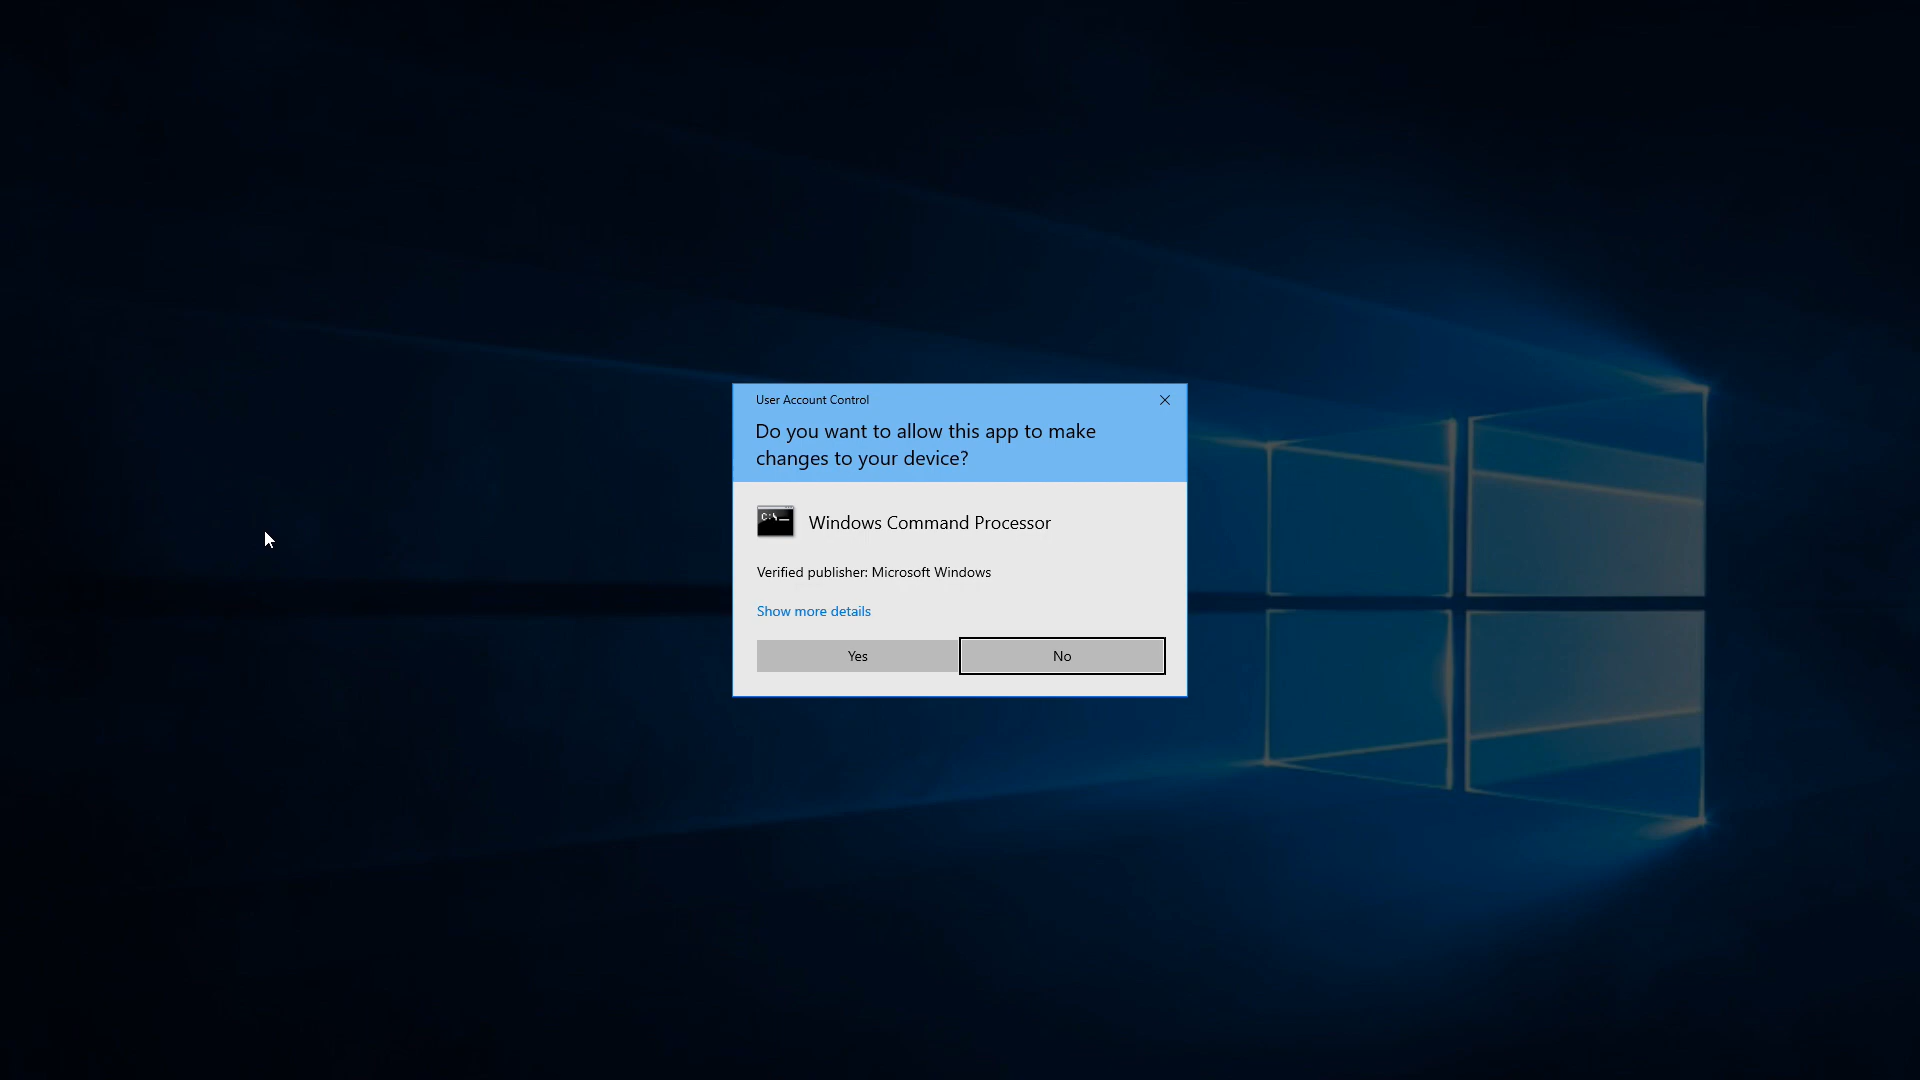 User Account Control
Do you want to allow this app to make
changes to your device?
C:\_
Windows Command Processor
Verified publisher: Microsoft Windows
Show more details
Yes
No